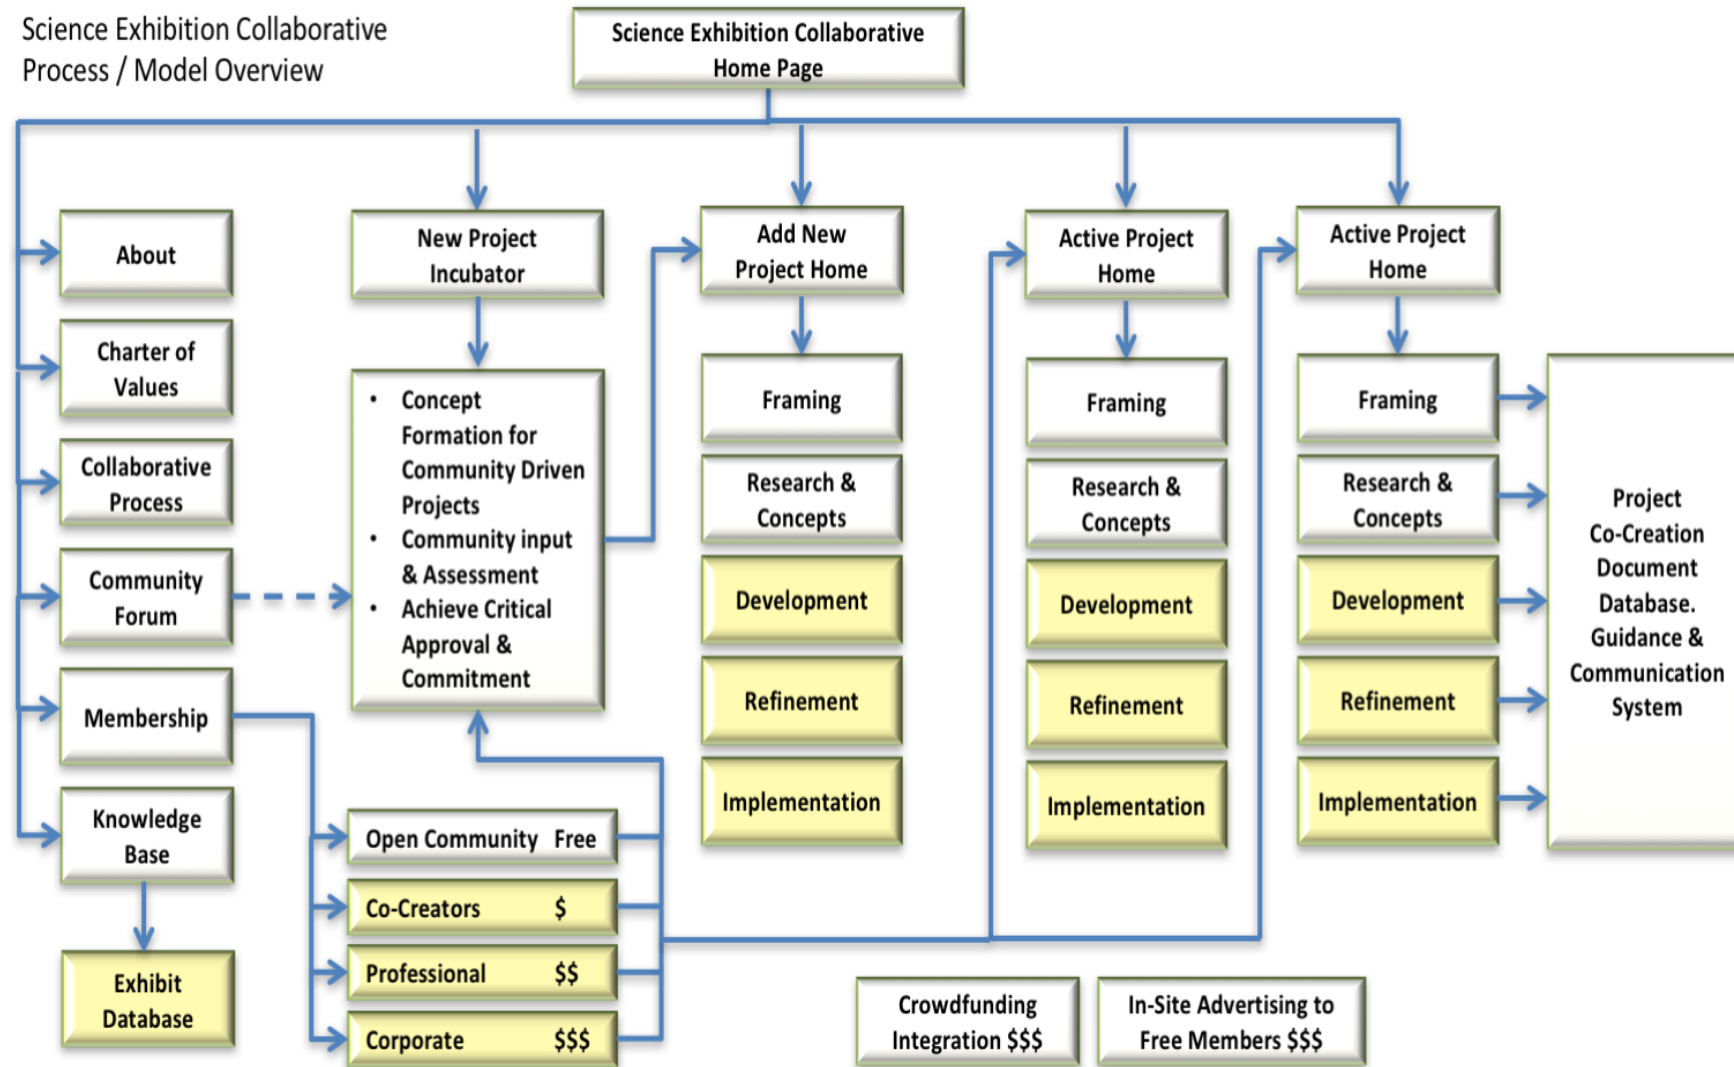 Science Exhibition Collaborative
Process / Model Overview
Science Exhibition Collaborative
Home Page
About
Charter of
Values
Collaborative
Process
Community
Forum
Membership
Knowledge
Base
Exhibit
Database
New Project
Incubator
• Concept
Formation for
Community Driven
Projects
• Community input
& Assessment
• Achieve Critical
Approval &
Commitment
Open Community Free
Co-Creators $
Professional $$
Corporate $$$
Add New
Project Home
Framing
Research &
Concepts
Development
Refinement
Implementation
Active Project
Home
Framing
Research &
Concepts
Development
Refinement
Implementation
Active Project
Home
Framing
Research &
Concepts
Development
Refinement
Implementation
Project
Co-Creation
Document
Database.
Guidance &
Communication
System
Crowdfunding
Integration $$$
In-Site Advertising to
Free Members $$$